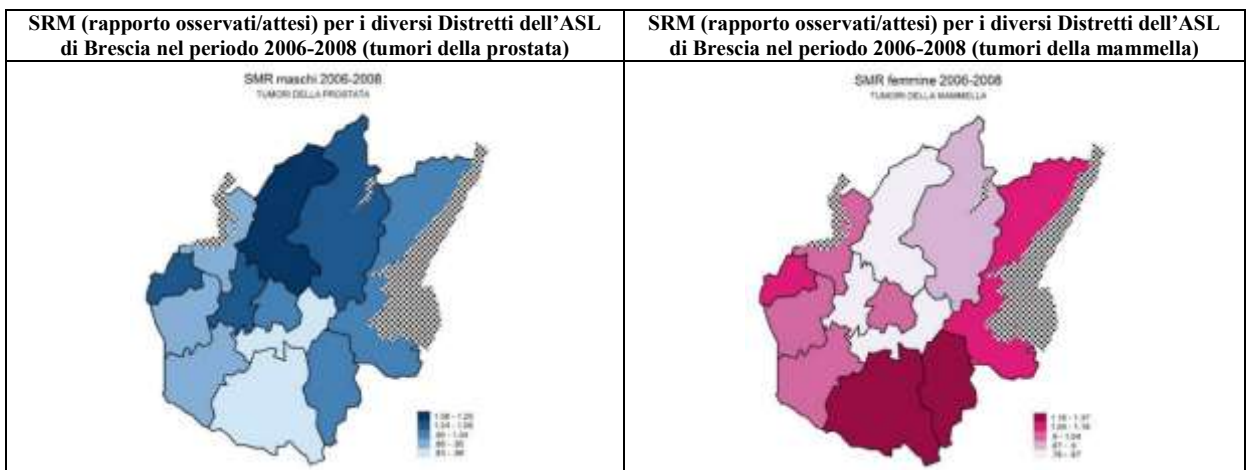 SRM (rapporto osservati/attesi) per i diversi Distretti dell’ASL
di Brescia nel periodo 2006-2008 (tumori della prostata)
SRM (rapporto osservati/attesi) per i diversi Distretti dell’ASL
di Brescia nel periodo 2006-2008 (tumori della mammella)
SMR maschi 2006-2008
TUMORI DELLA PROSTATA
SMR femmine 2006-2008
TUMORI DELLA MAMMELLA